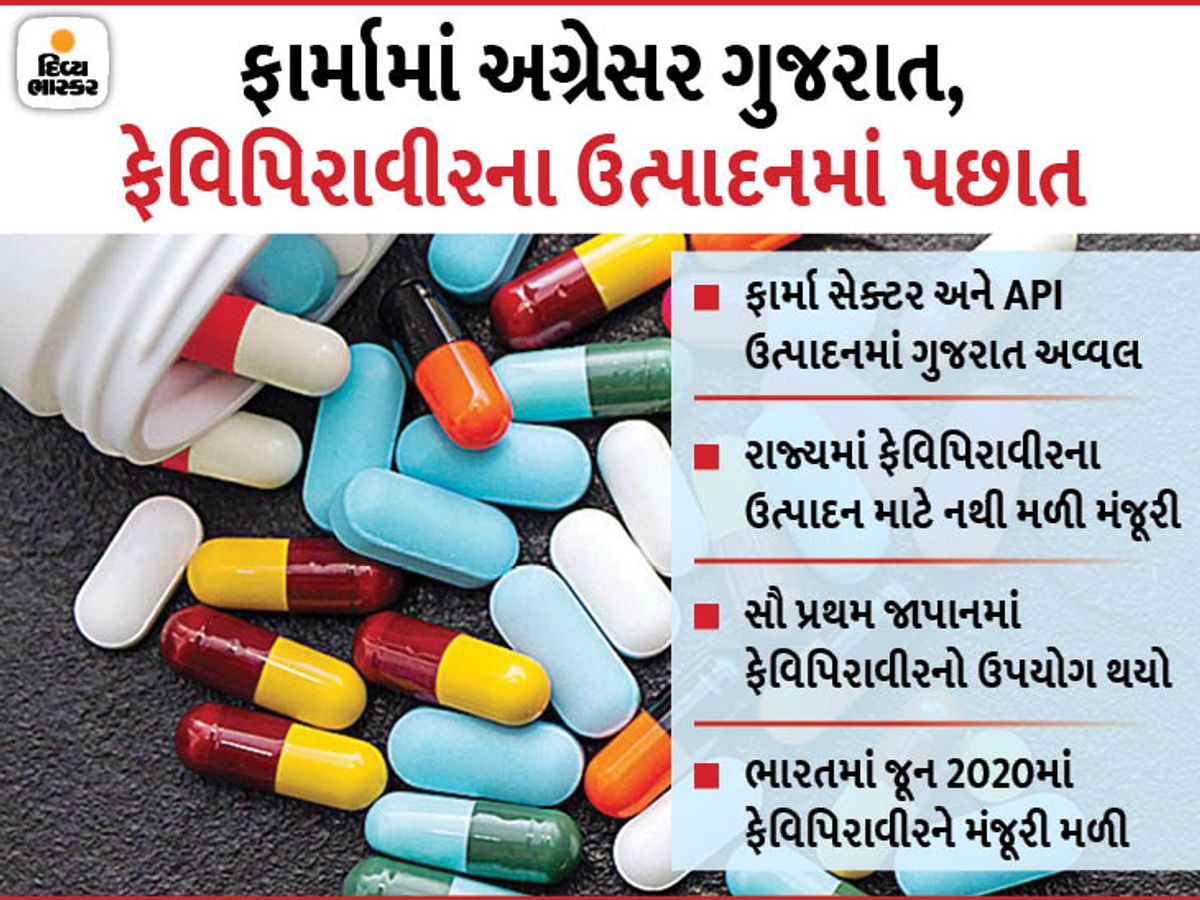 દિવ્ય
ભાસ્કર
ફાર્મામાં અગ્રેસર ગુજરાત,
ફેવિપિરાવીરના ઉત્પાદનમાં પછાત
ફાર્મા સેક્ટર અને API
ઉત્પાદનમાં ગુજરાત અવ્વલ
રાજ્યમાં ફેવિપિરાવીરના
ઉત્પાદન માટે નથી મળી મંજૂરી
સૌ પ્રથમ જાપાનમાં
ફેવિપિરાવીરનો ઉપયોગ થયો
ભારતમાં જૂન 2020માં
ફેવિપિરાવીરને મંજૂરી મળી